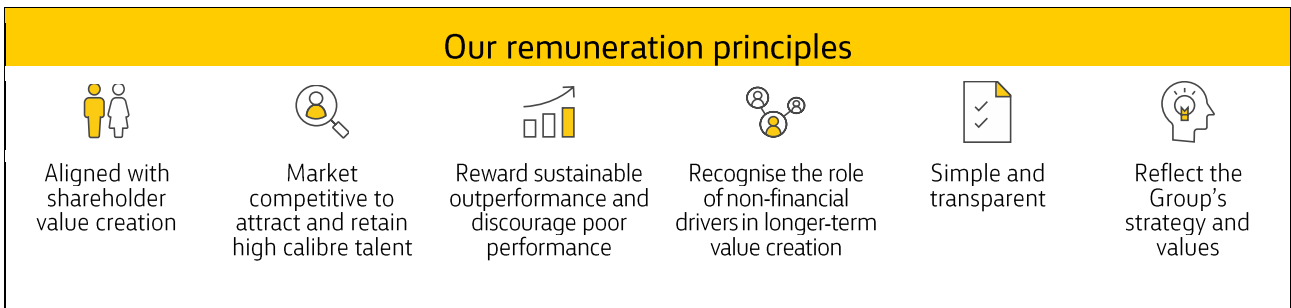 Our remuneration principles
Aligned with
shareholder
value creation
Market
competitive to
attract and retain
high calibre talent
Reward sustainable
outperformance and
discourage poor
performance
Recognise the role
of non-financial
drivers in longer-term
value creation
Simple and
transparent
Reflect the
Group's
strategy and
values